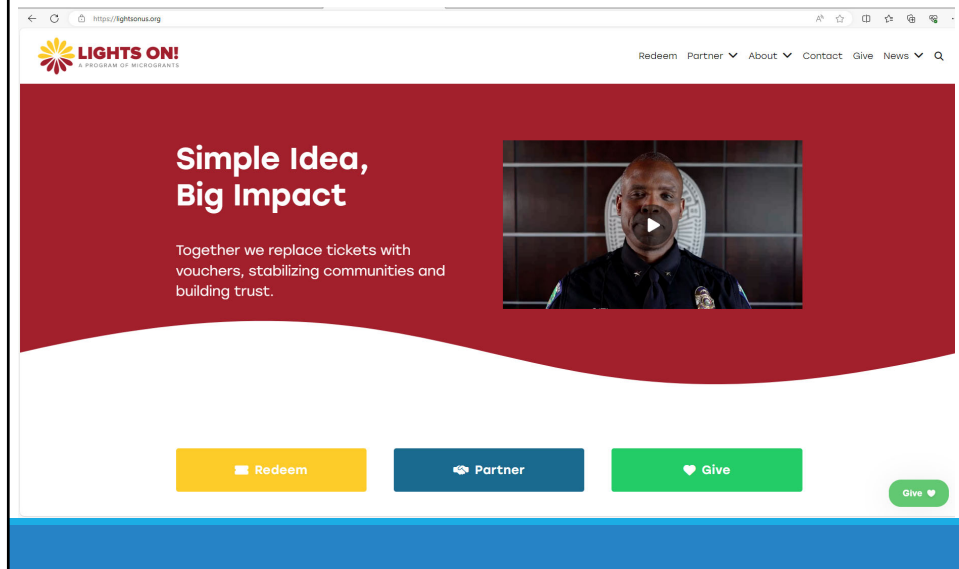 https://lightsonus.org
LIGHTS ON!
A PROGRAM OF MICROGRANTS
Redeem Partner About Contact Give News
Simple Idea,
Big Impact
Together we replace tickets with
vouchers, stabilizing communities and
building trust.
Redeem
Partner
Give
Give